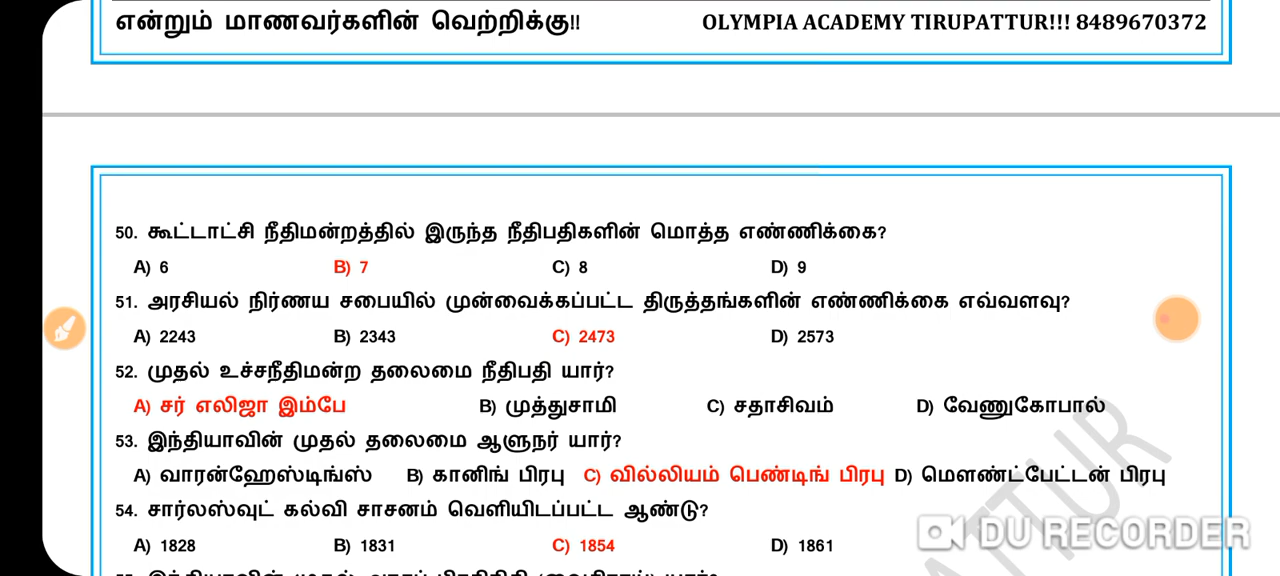 என்றும் மாணவர்களின் வெற்றிக்கு!! OLYMPIA ACADEMY TIRUPATTUR!!! 8489670372
50. கூட்டாட்சி நீதிமன்றத்தில் இருந்த நீதிபதிகளின் மொத்த எண்ணிக்கை?
A) 6 B) 7 C) 8 D) 9
51. அரசியல் நிர்ணய சபையில் முன்வைக்கப்பட்ட திருத்தங்களின் எண்ணிக்கை எவ்வளவு?
A) 2243 B) 2343 C) 2473 D) 2573
52. முதல் உச்சநீதிமன்ற தலைமை நீதிபதி யார்?
A) சர் எலிஜா இம்பே B) முத்துசாமி C) சதாசிவம் D) வேணுகோபால்
53. இந்தியாவின் முதல் தலைமை ஆளுநர் யார்?
A) வாரன்ஹேஸ்டிங்ஸ் B) கானிங் பிரபு C) வில்லியம் பெண்டிங் பிரபு D) மௌண்ட்பேட்டன் பிரபு
54. சார்லஸ்வுட் கல்வி சாசனம் வெளியிடப்பட்ட ஆண்டு?
A) 1828 B) 1831 C) 1854 D) 1861
DU RECORDER